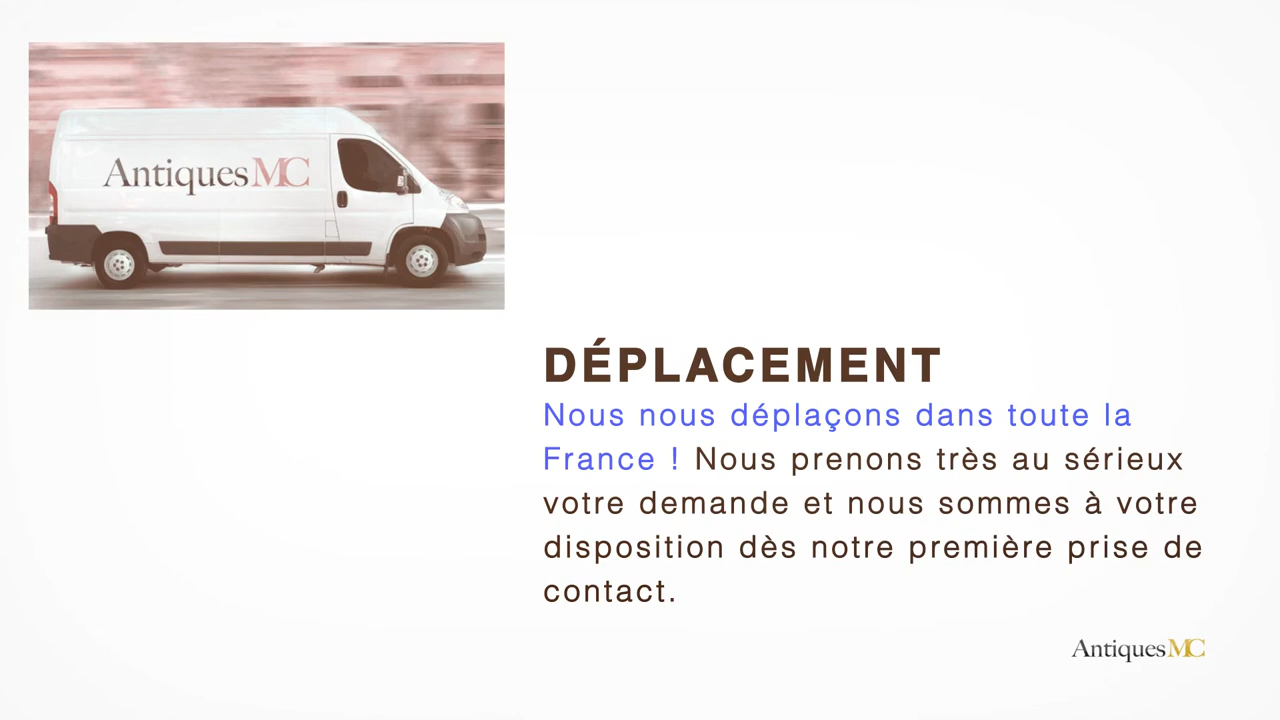 AntiquesMC
DÉPLACEMENT
Nous nous déplaçons dans toute la
France ! Nous prenons très au sérieux
votre demande et nous sommes à votre
disposition dès notre première prise de
contact.
AntiquesMC